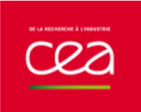 DE LA RECHERCHE À L'INDUSTRIE
cea